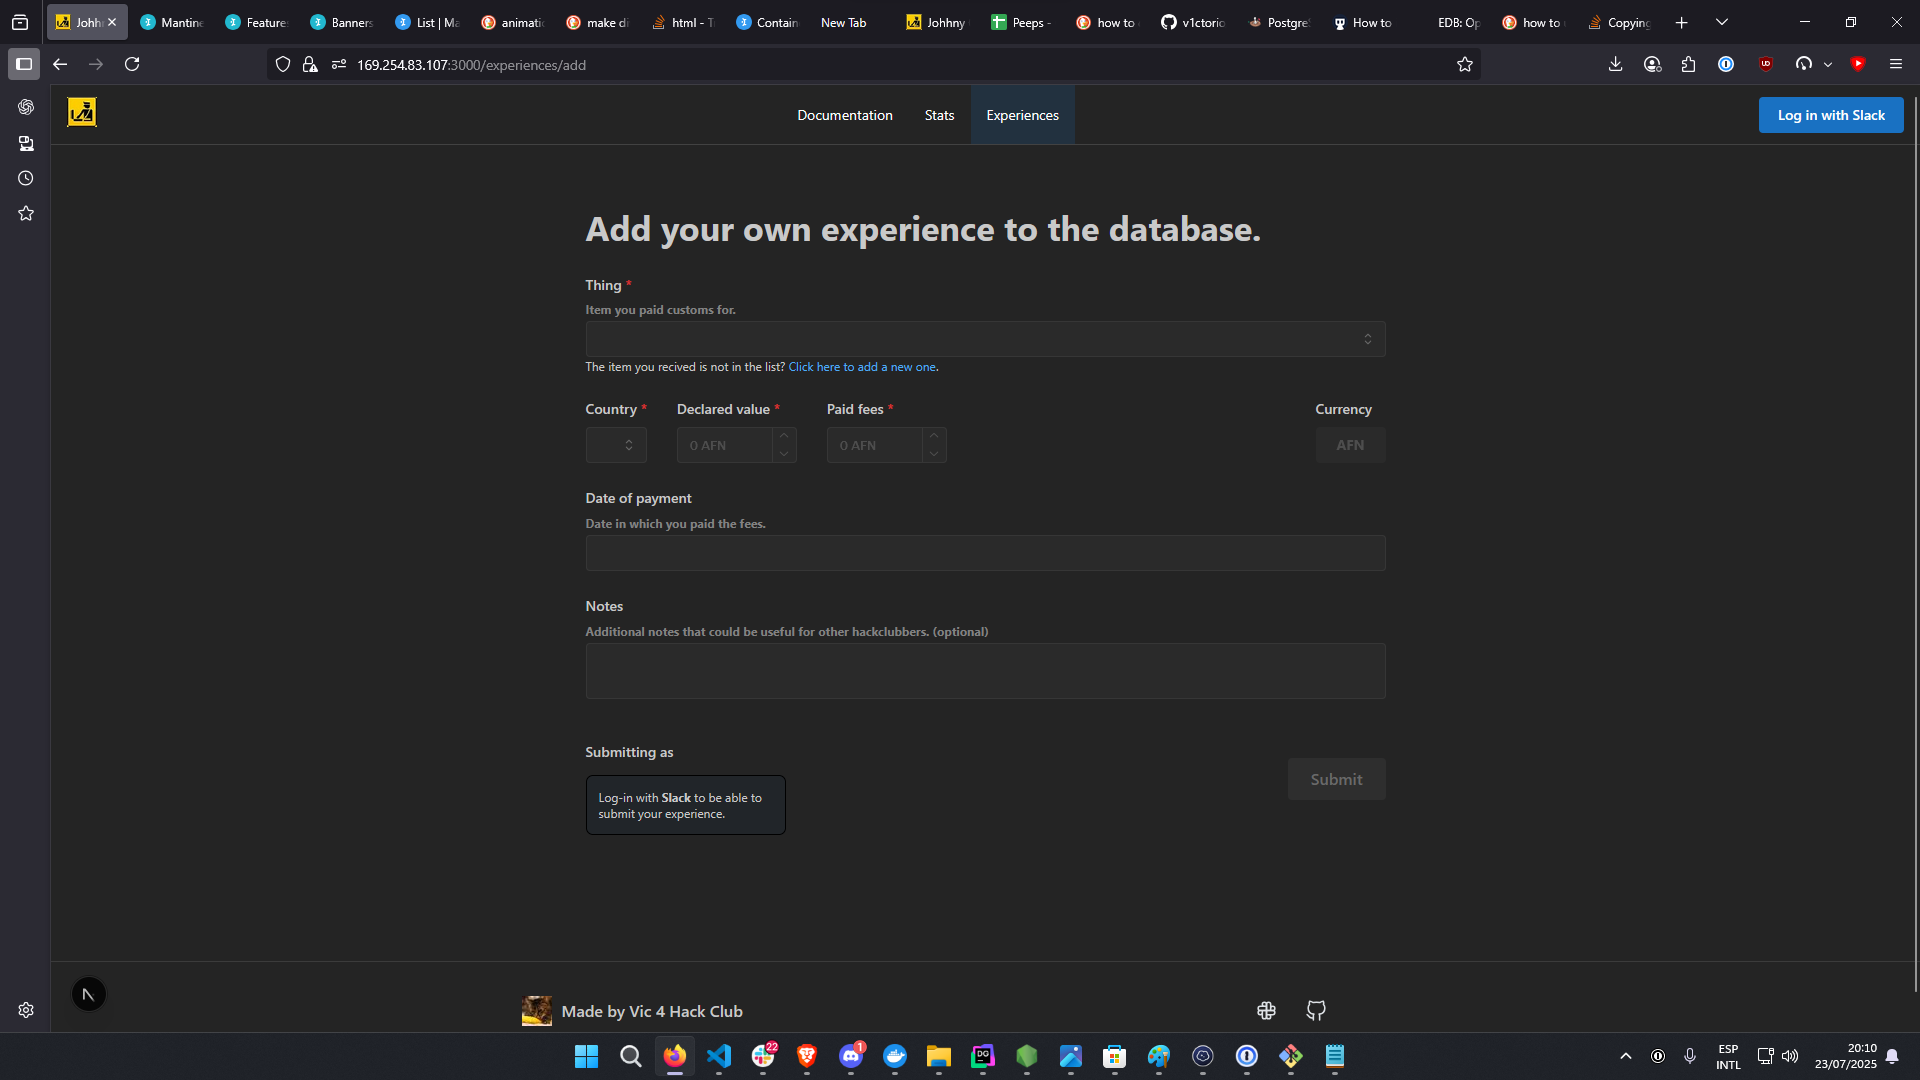 Johhn
Mantine
Features
Banners
List | Ma
animatio
make di
html - T
Contain
New Tab
Johhny
Peeps -
how to
v1ctorio
PostgreS
How to
EDB: Op
how to
Copying
169.254.83.107:3000/experiences/add
Documentation
Stats
Experiences
Log in with Slack
Add your own experience to the database.
Thing *
Item you paid customs for.
The item you recived is not in the list? Click here to add a new one.
Country *
Declared value *
Paid fees *
Currency
0 AFN
0 AFN
AFN
Date of payment
Date in which you paid the fees.
Notes
Additional notes that could be useful for other hackclubbers. (optional)
Submitting as
Log-in with Slack to be able to
submit your experience.
Submit
Made by Vic 4 Hack Club
22
1
DG
ESP
INTL
20:10
23/07/2025